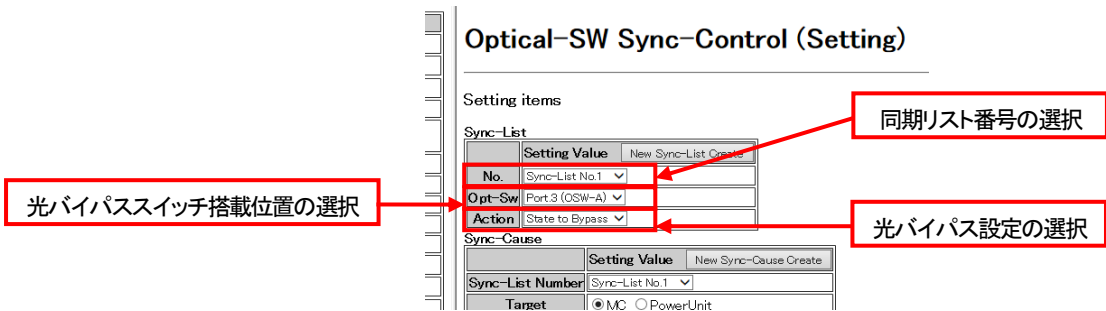 Optical-SW Sync-Control (Setting)
Setting items
同期リスト番号の選択
Sync-List
Setting Value New Sync-List Create
No. Sync-List No.1
光バイパススイッチ搭載位置の選択
Opt-Sw Port.3 (OSW-A)
Action State to Bypass
光バイパス設定の選択
Sync-Cause
Setting Value New Sync-Cause Create
Sync-List Number Sync-List No.1
Target MC PowerUnit